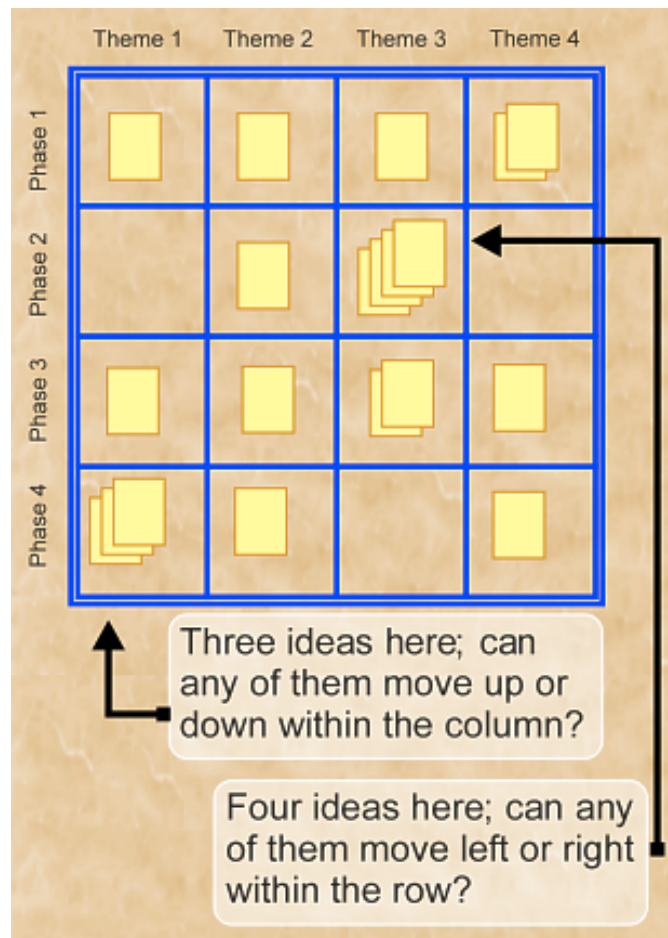 Theme 1 Theme 2 Theme 3 Theme 4
Phase 1
Phase 2
Phase 3
Phase 4
Three ideas here; can
any of them move up or
down within the column?
Four ideas here; can any
of them move left or right
within the row?